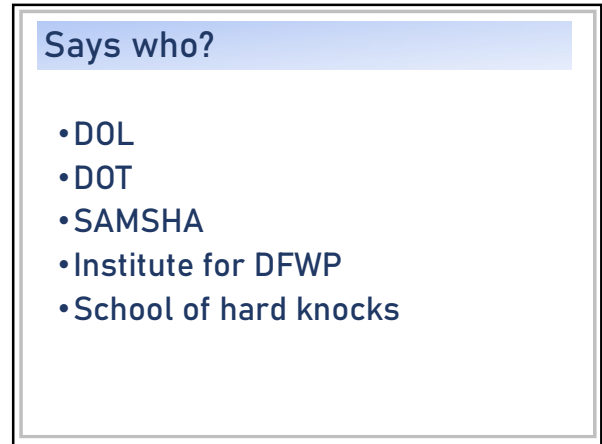 Says who?
•DOL
•DOT
•SAMSHA
•Institute for DFWP
•School of hard knocks